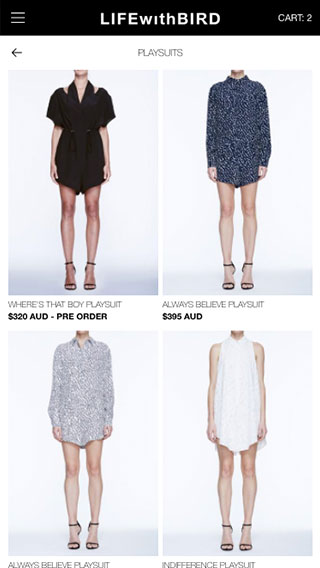 LIFEwithBIRD
CART: 2
PLAYSUITS
WHERE'S THAT BOY PLAYSUIT
$320 AUD - PRE ORDER
ALWAYS BELIEVE PLAYSUIT
$395 AUD
ALWAYS BELIEVE PLAYSUIT
INDIFFERENCE PLAYSUIT